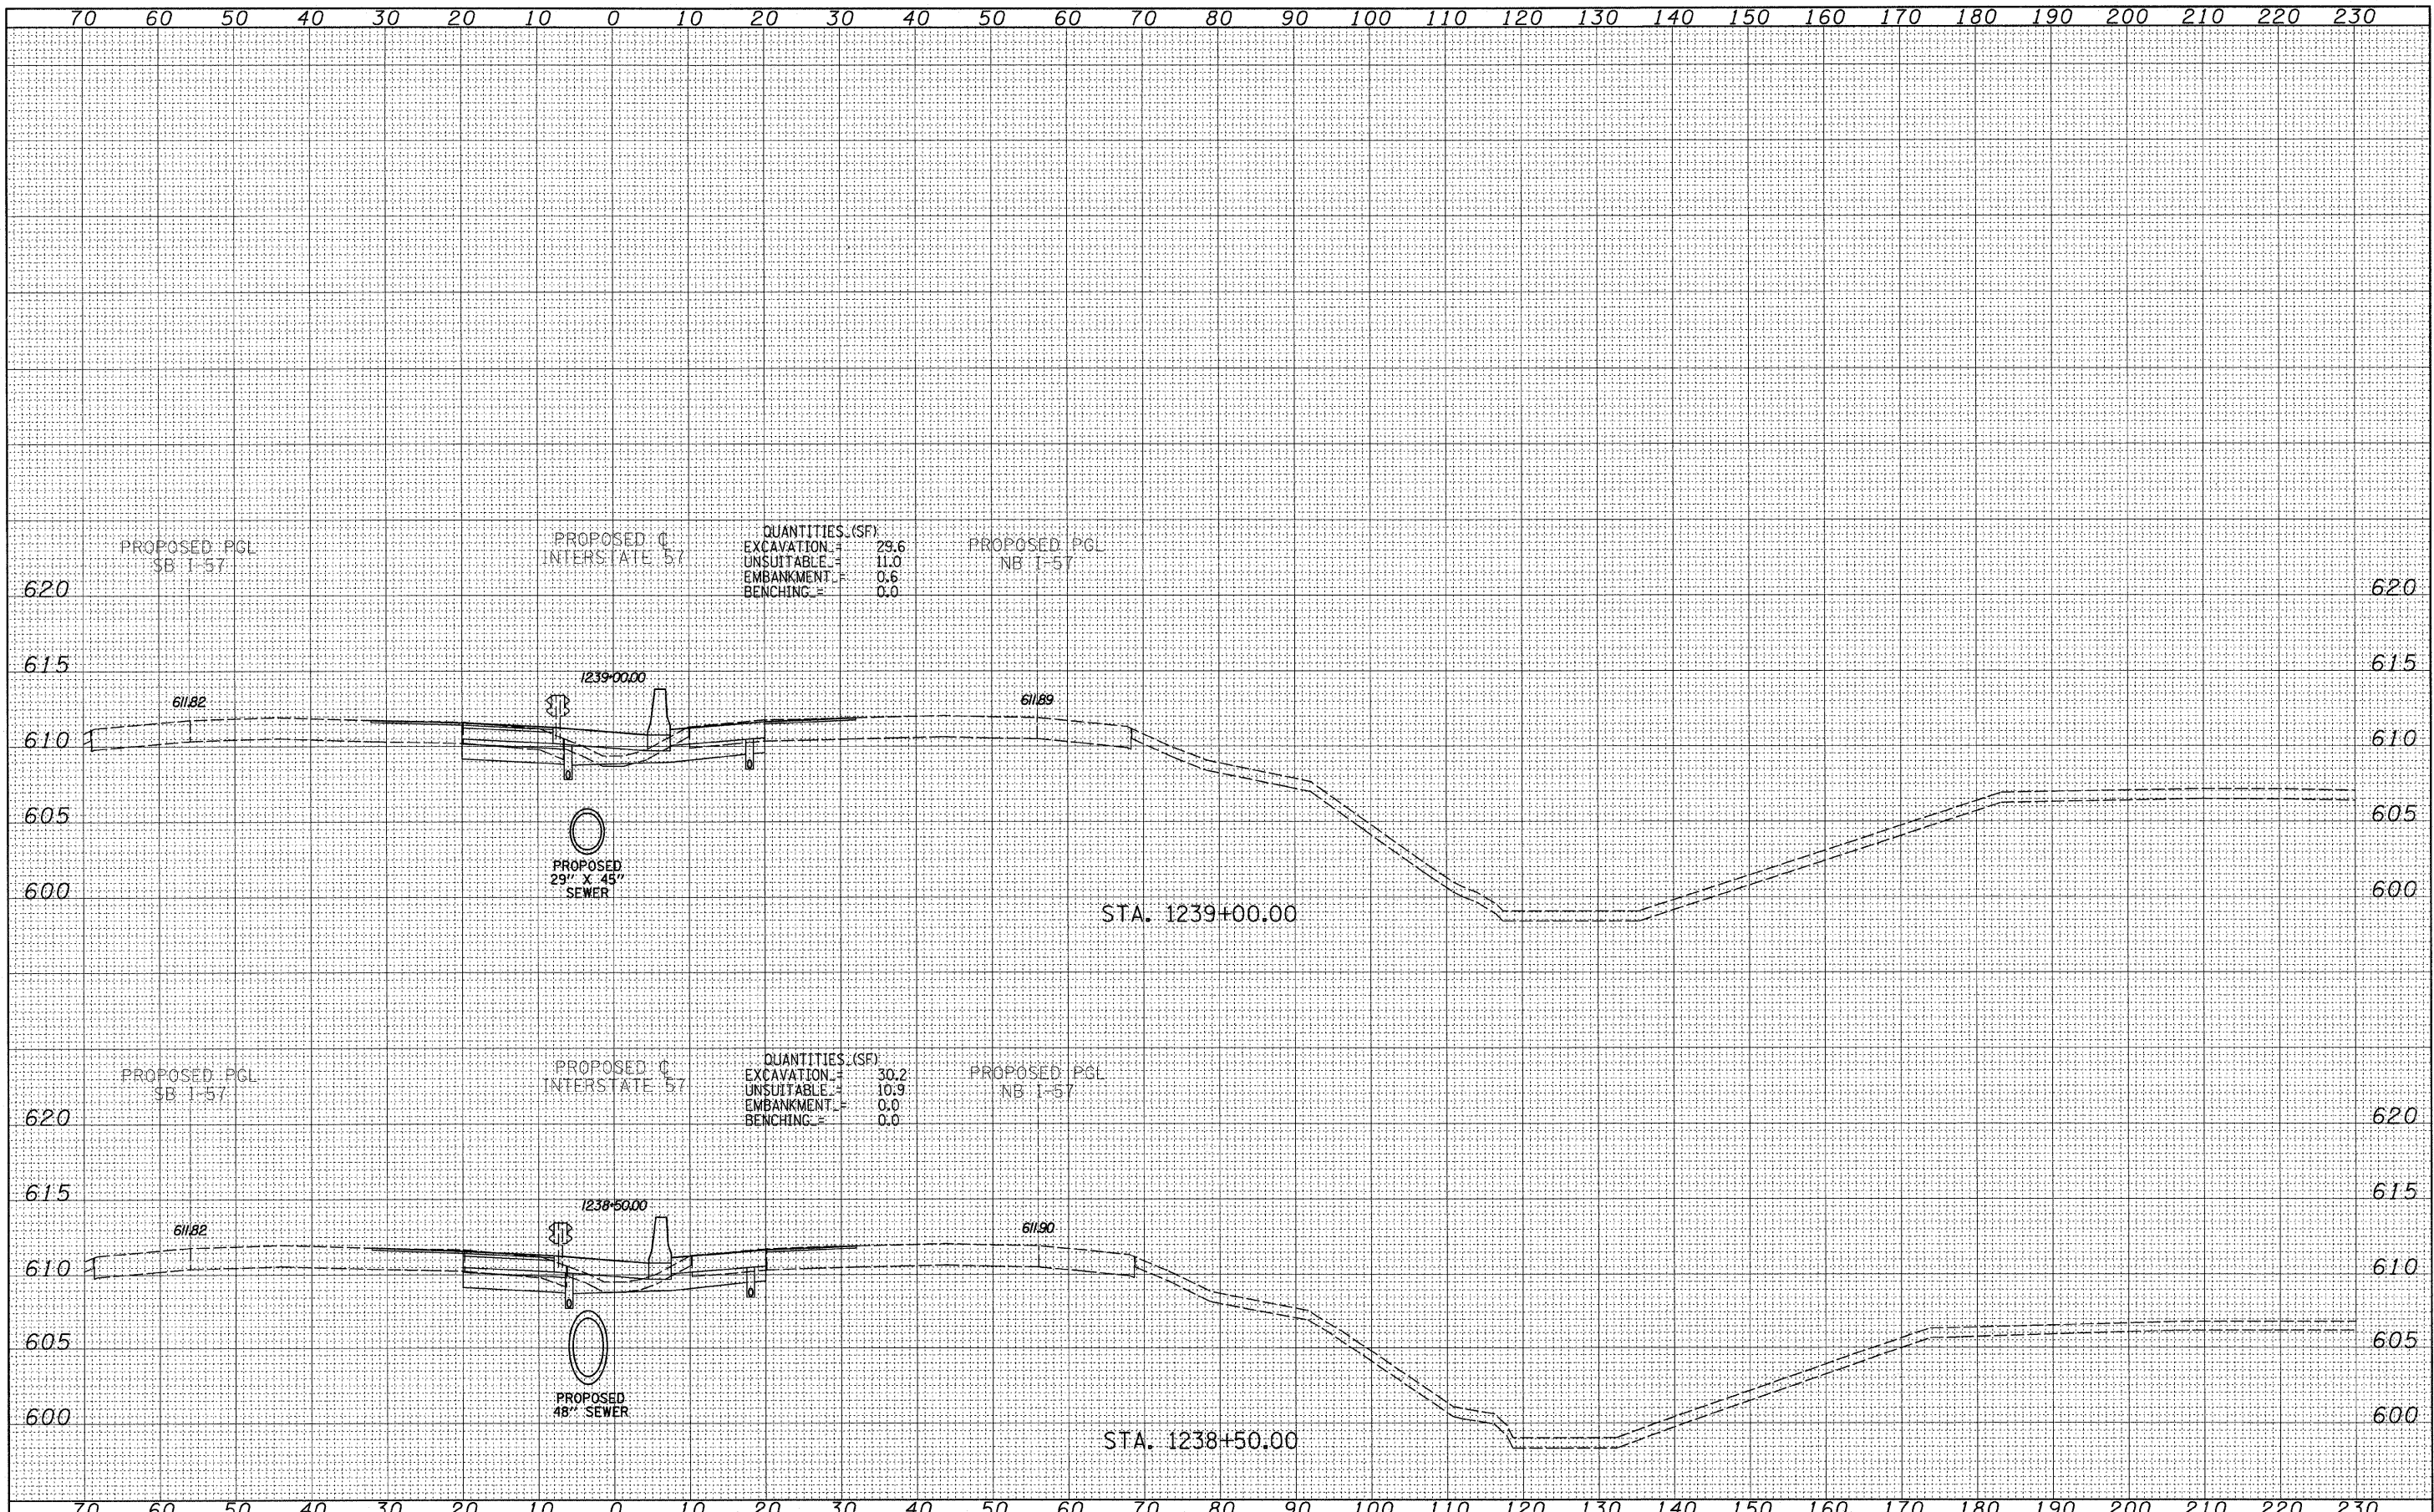 70 60 50 40 30 20 10 0 10 20 30 40 50 60 70 80 90 100 110 120 130 140 150 160 170 180 190 200 210 220 230
PROPOSED PGL
SB I-57
PROPOSED ℄
INTERSTATE 57
QUANTITIES (SF)
EXCAVATION = 29.6
UNSUITABLE = 11.0
EMBANKMENT = 0.6
BENCHING = 0.0
PROPOSED PGL
NB I-57
620 620
615 615
1239+00.00
611.82 611.89
610 610
605 605
PROPOSED
29" X 45"
SEWER
600 600
STA. 1239+00.00
PROPOSED PGL
SB I-57
PROPOSED ℄
INTERSTATE 57
QUANTITIES (SF)
EXCAVATION = 30.2
UNSUITABLE = 10.9
EMBANKMENT = 0.0
BENCHING = 0.0
PROPOSED PGL
NB I-57
620 620
615 615
1238+50.00
611.82 611.90
610 610
605 605
PROPOSED
48" SEWER
600 600
STA. 1238+50.00
70 60 50 40 30 20 10 0 10 20 30 40 50 60 70 80 90 100 110 120 130 140 150 160 170 180 190 200 210 220 230